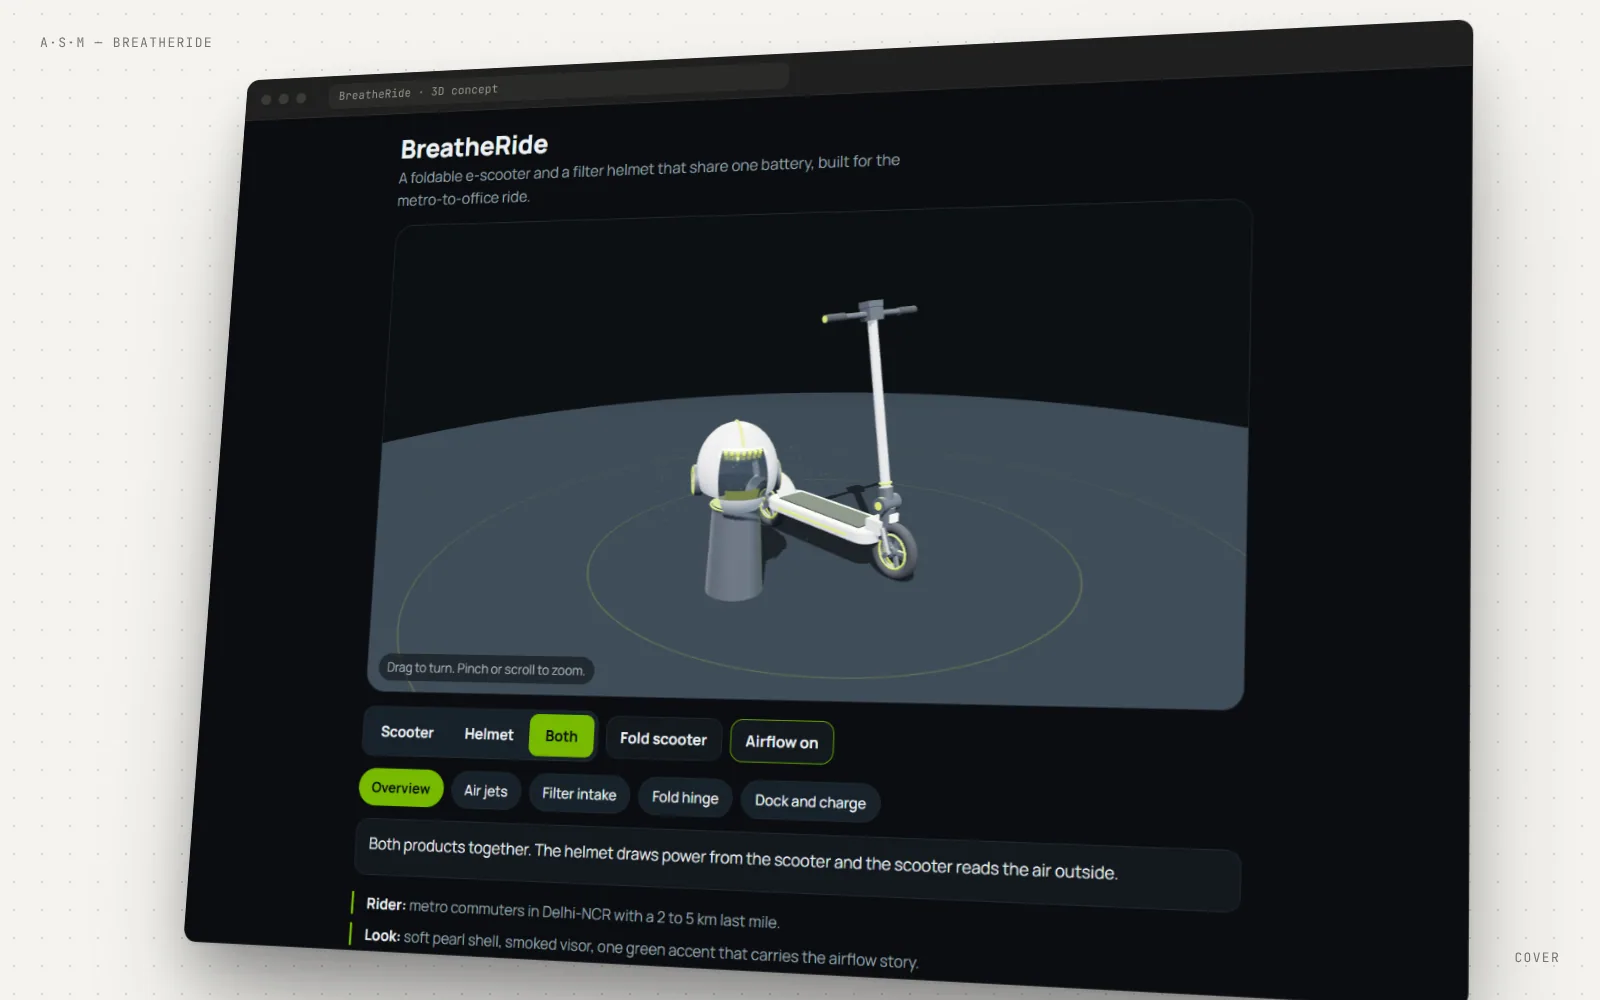 A·S·M — BREATHERIDE
BreatheRide · 3D concept
BreatheRide
A foldable e-scooter and a filter helmet that share one battery, built for the
metro-to-office ride.
Drag to turn. Pinch or scroll to zoom.
Scooter Helmet Both Fold scooter Airflow on
Overview Air jets Filter intake Fold hinge Dock and charge
Both products together. The helmet draws power from the scooter and the scooter reads the air outside.
Rider: metro commuters in Delhi-NCR with a 2 to 5 km last mile.
Look: soft pearl shell, smoked visor, one green accent that carries the airflow story.
COVER